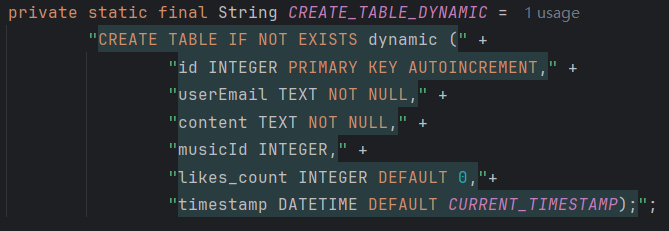 private static final String CREATE_TABLE_DYNAMIC = 1 usage
"CREATE TABLE IF NOT EXISTS dynamic (" +
"id INTEGER PRIMARY KEY AUTOINCREMENT," +
"userEmail TEXT NOT NULL," +
"content TEXT NOT NULL," +
"musicId INTEGER," +
"likes_count INTEGER DEFAULT 0,"+
"timestamp DATETIME DEFAULT CURRENT_TIMESTAMP);";